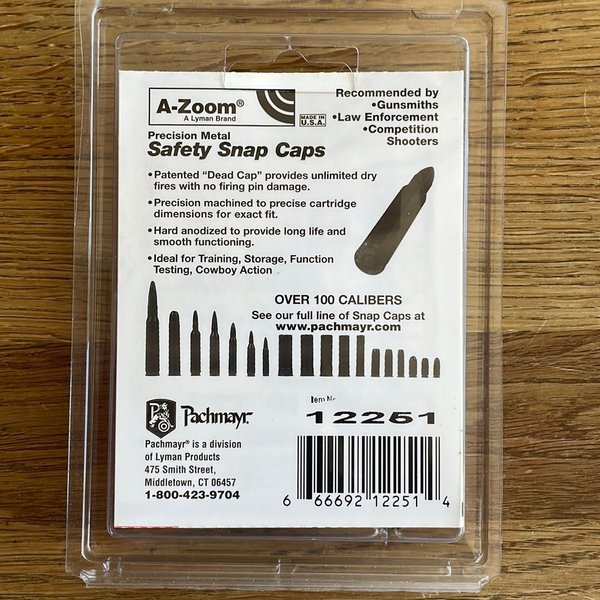 A-Zoom®
A Lyman Brand
MADE IN
U.S.A.
Recommended by
•Gunsmiths
•Law Enforcement
•Competition
Shooters
Precision Metal
Safety Snap Caps
•Patented “Dead Cap” provides unlimited dry
fires with no firing pin damage.
•Precision machined to precise cartridge
dimensions for exact fit.
•Hard anodized to provide long life and
smooth functioning.
•Ideal for Training, Storage, Function
Testing, Cowboy Action
OVER 100 CALIBERS
See our full line of Snap Caps at
www.pachmayr.com
Pachmayr®
Pachmayr® is a division
of Lyman Products
475 Smith Street,
Middletown, CT 06457
1-800-423-9704
Item No.
12251
6 66692 12251 4